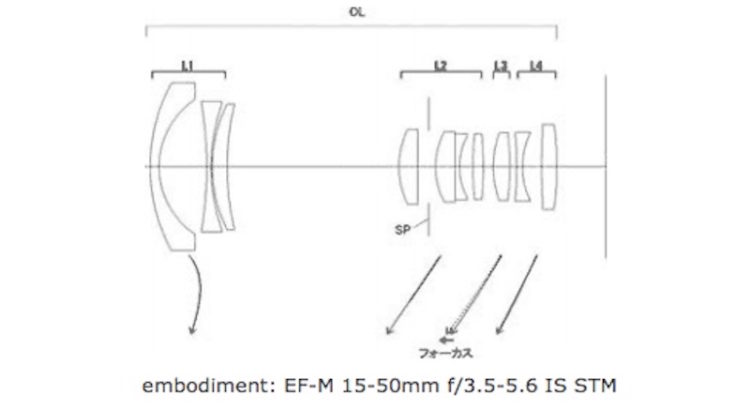 OL
L1
L2
L3
L4
SP
フォーカス
embodiment: EF-M 15-50mm f/3.5-5.6 IS STM